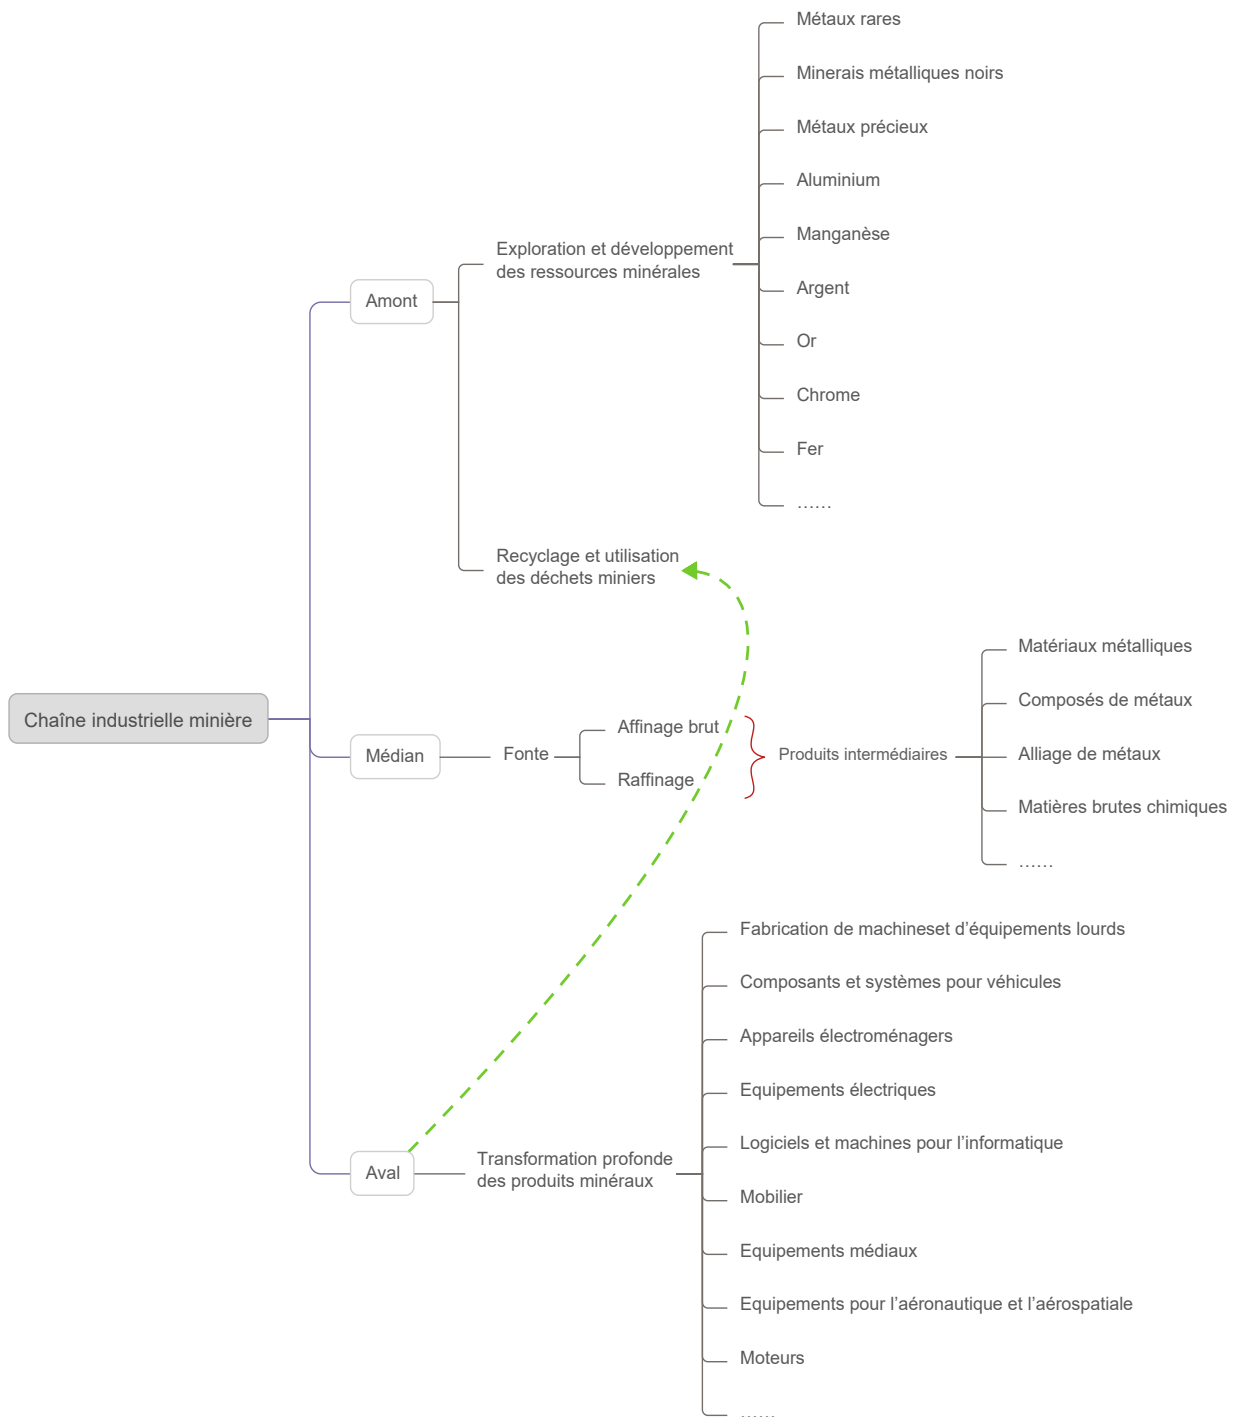 Métaux rares
Minerais métalliques noirs
Métaux précieux
Aluminium
Manganèse
Exploration et développement
des ressources minérales
Amont
Argent
Or
Chrome
Fer
......
Recyclage et utilisation
des déchets miniers
Chaîne industrielle minière
Médian
Fonte
Affinage brut
Raffinage
Produits intermédiaires
Matériaux métalliques
Composés de métaux
Alliage de métaux
Matières brutes chimiques
......
Aval
Transformation profonde
des produits minéraux
Fabrication de machineset d’équipements lourds
Composants et systèmes pour véhicules
Appareils électroménagers
Equipements électriques
Logiciels et machines pour l’informatique
Mobilier
Equipements médiaux
Equipements pour l’aéronautique et l’aérospatiale
Moteurs
......